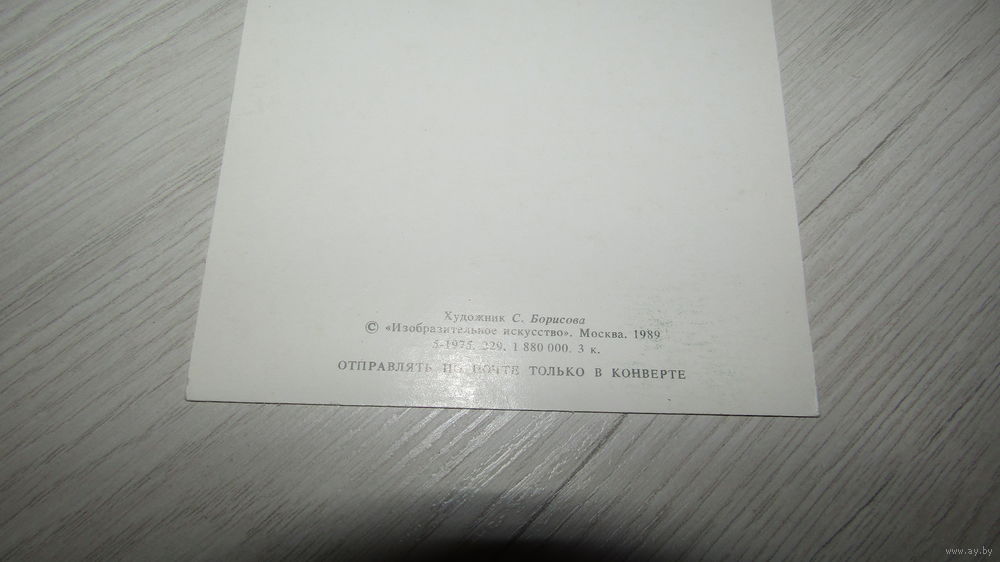 Художник С. Борисова
© «Изобразительное искусство». Москва. 1989
5-1975. 229. 1 880 000. 3 к.
ОТПРАВЛЯТЬ ПО ПОЧТЕ ТОЛЬКО В КОНВЕРТЕ
www.ay.by